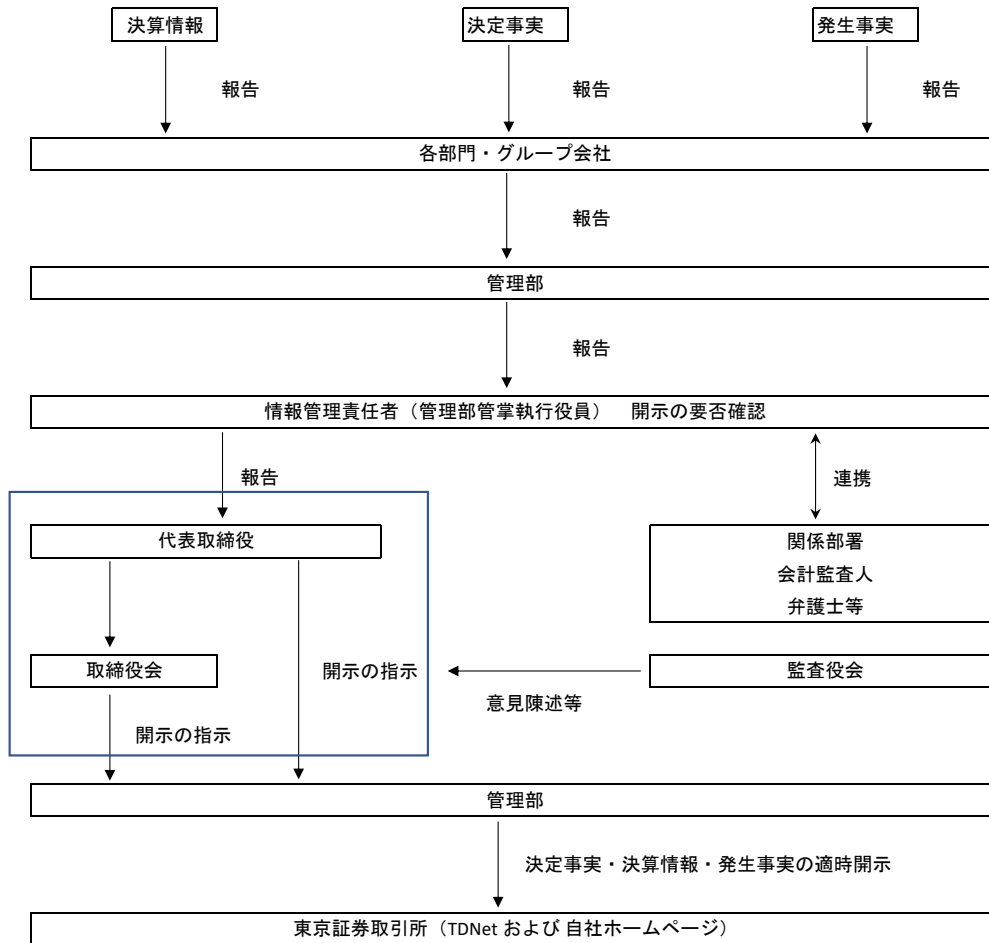 決算情報
決定事実
発生事実
報告
報告
報告
各部門・グループ会社
報告
管理部
報告
情報管理責任者（管理部管掌執行役員）　開示の要否確認
報告
連携
代表取締役
関係部署
会計監査人
弁護士等
取締役会
開示の指示
監査役会
意見陳述等
開示の指示
管理部
決定事実・決算情報・発生事実の適時開示
東京証券取引所（TDNet および 自社ホームページ）